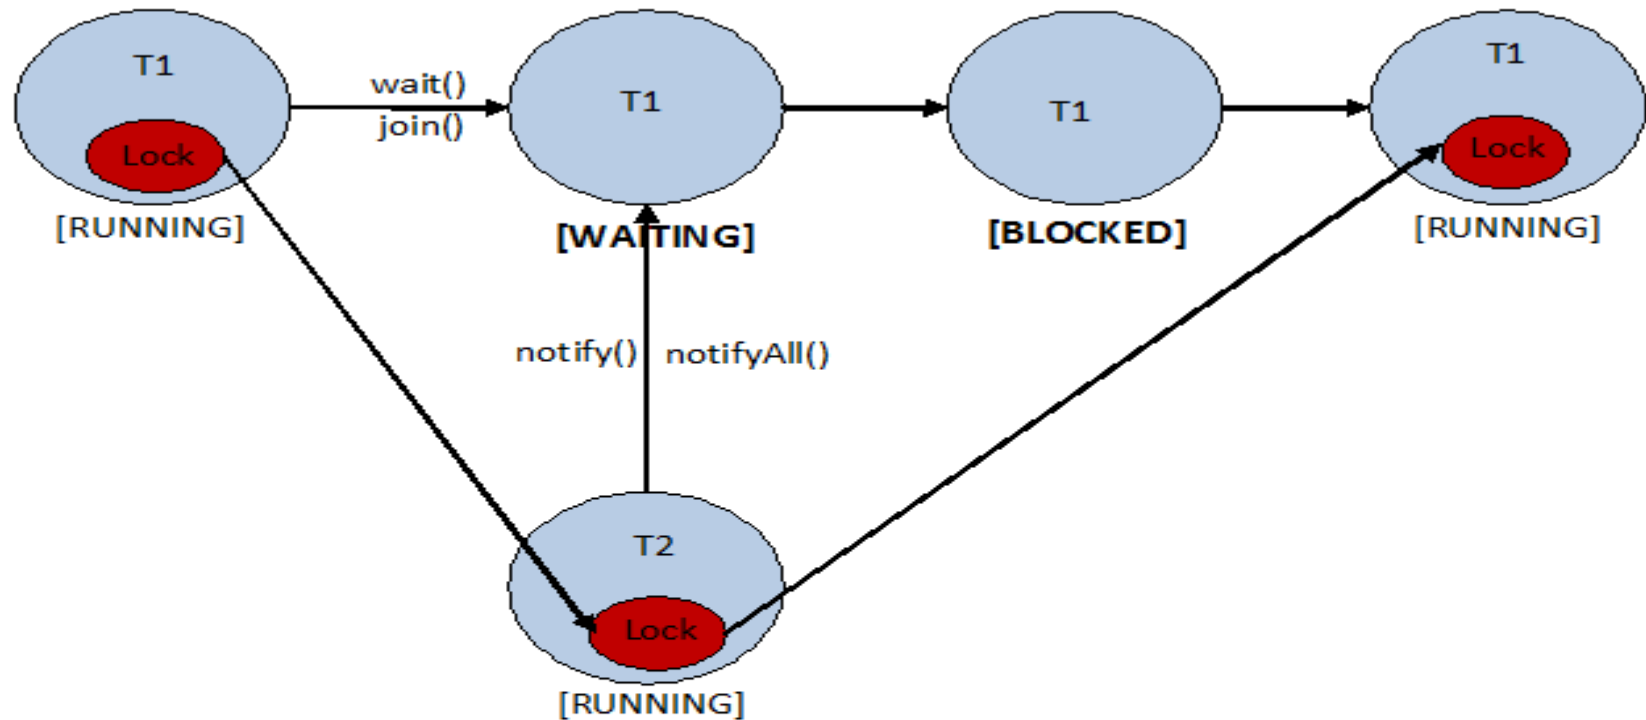 T1
Lock
[RUNNING]
wait()
join()
T1
[WAITING]
T1
[BLOCKED]
T1
Lock
[RUNNING]
notify()
notifyAll()
T2
Lock
[RUNNING]